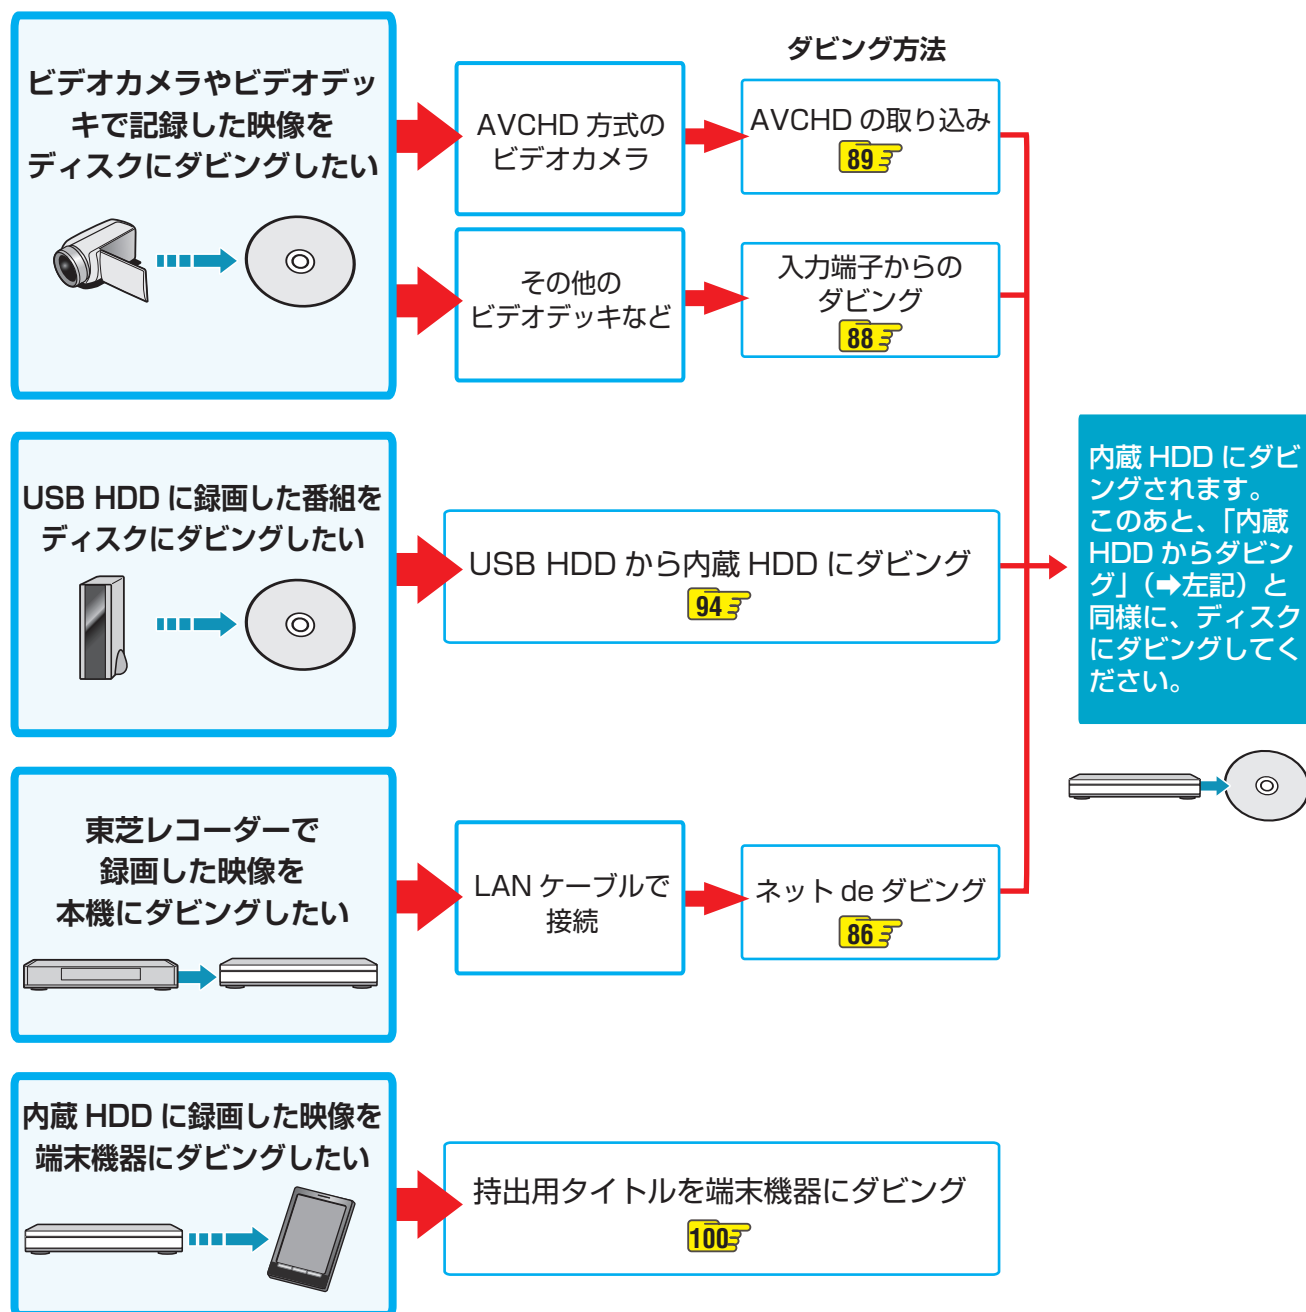 ダビング方法
ビデオカメラやビデオデッ
キで記録した映像を
ディスクにダビングしたい
AVCHD 方式の
ビデオカメラ
AVCHD の取り込み
89
その他の
ビデオデッキなど
入力端子からの
ダビング
88
USB HDD に録画した番組を
ディスクにダビングしたい
USB HDD から内蔵 HDD にダビング
94
内蔵 HDD にダビ
ングされます。
このあと、「内蔵
HDD からダビン
グ」（➡左記）と
同様に、ディスク
にダビングしてく
ださい。
東芝レコーダーで
録画した映像を
本機にダビングしたい
LAN ケーブルで
接続
ネット de ダビング
86
内蔵 HDD に録画した映像を
端末機器にダビングしたい
持出用タイトルを端末機器にダビング
100